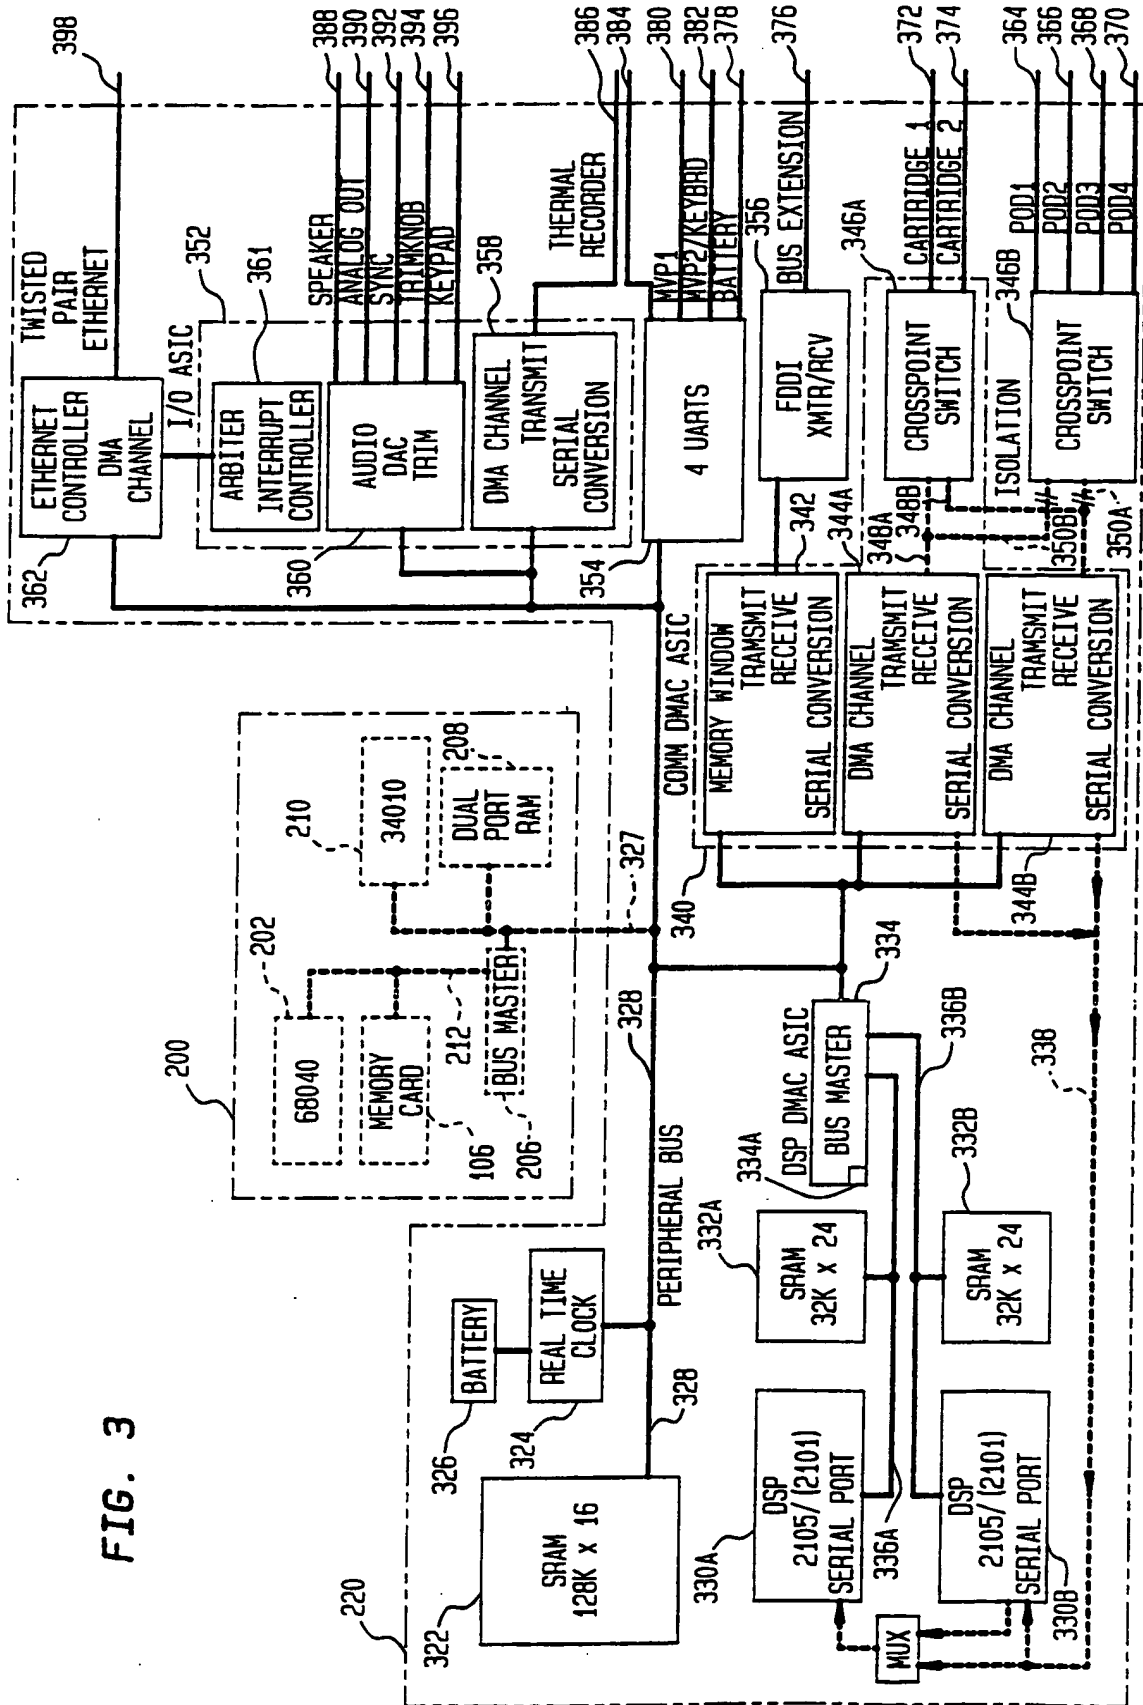 FIG. 3
220
322
SRAM
128K x 16
326
BATTERY
324
REAL TIME
CLOCK
328
PERIPHERAL BUS
328
200
202
68040
MEMORY
CARD
106
206
BUS MASTER
212
210
34010
208
DUAL
PORT
RAM
327
330A
DSP
2105/(2101)
SERIAL PORT
336A
DSP
2105/(2101)
SERIAL PORT
330B
MUX
332A
SRAM
32K x 24
SRAM
32K x 24
332B
334A
DSP DMAC ASIC
BUS MASTER
334
336B
338
340
COMM DMAC ASIC
MEMORY WINDOW
TRAMSMIT
RECEIVE
SERIAL CONVERSION
342
DMA CHANNEL
TRAMSMIT
RECEIVE
SERIAL CONVERSION
344A
DMA CHANNEL
TRAMSMIT
RECEIVE
SERIAL CONVERSION
344B
348A
348B
350B
350A
ISOLATION
362
ETHERNET
CONTROLLER
DMA
CHANNEL
TWISTED
PAIR
ETHERNET
398
I/O ASIC
352
ARBITER
INTERRUPT
CONTROLLER
361
360
AUDIO
DAC
TRIM
SPEAKER
388
ANALOG OUT
390
SYNC
392
TRIMKNOB
394
KEYPAD
396
358
DMA CHANNEL
TRANSMIT
SERIAL
CONVERSION
THERMAL
RECORDER
386
384
354
4 UARTS
MVP1
380
MVP2/KEYBRD
382
BATTERY
378
356
FDDI
XMTR/RCV
BUS EXTENSION
376
346A
CROSSPOINT
SWITCH
CARTRIDGE 1
372
CARTRIDGE 2
374
346B
CROSSPOINT
SWITCH
POD1
364
POD2
366
POD3
368
POD4
370